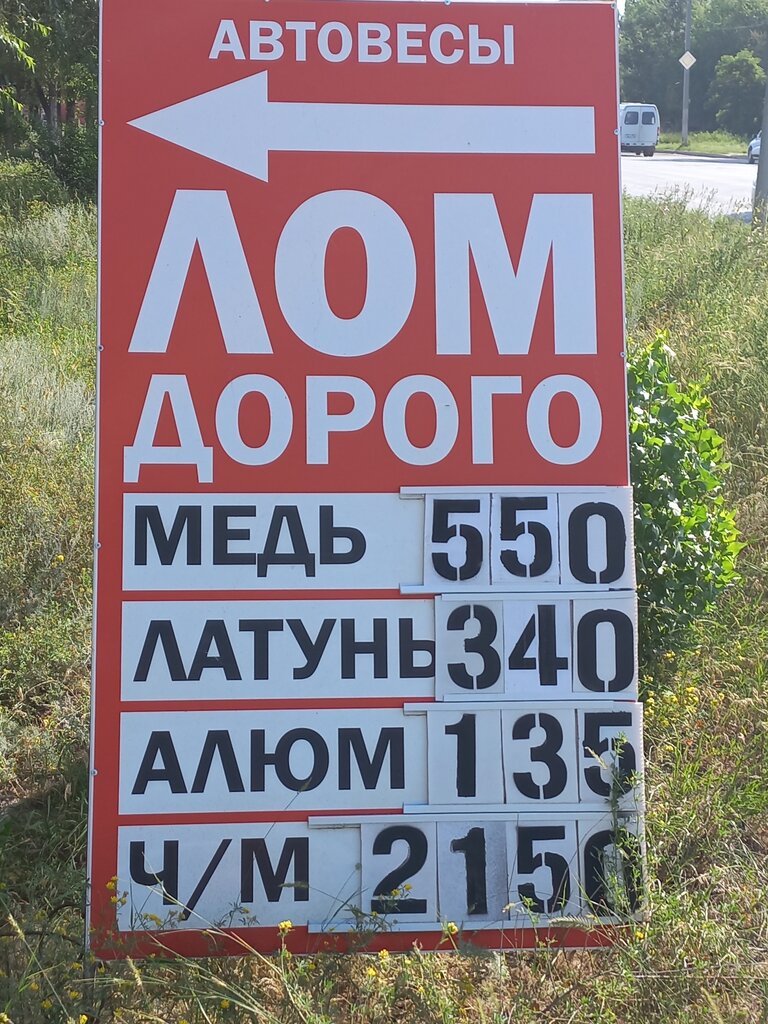 АВТОВЕСЫ
ЛОМ
ДОРОГО
МЕДЬ 550
ЛАТУНЬ 340
АЛЮМ 135
Ч/М 2150